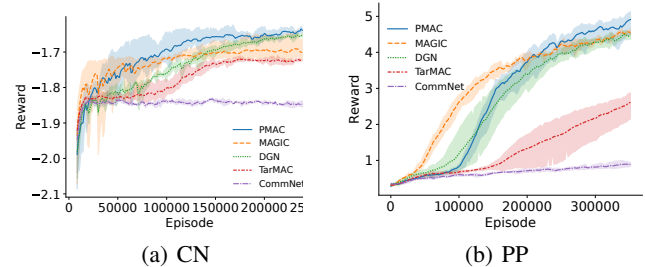 −1.6
−1.7
−1.8
−1.9
−2.0
−2.1
Reward
0 50000 100000 150000 200000 25
Episode
PMAC
MAGIC
DGN
TarMAC
CommNet
(a) CN
5
4
3
2
1
Reward
0 100000 200000 300000
Episode
PMAC
MAGIC
DGN
TarMAC
CommNet
(b) PP